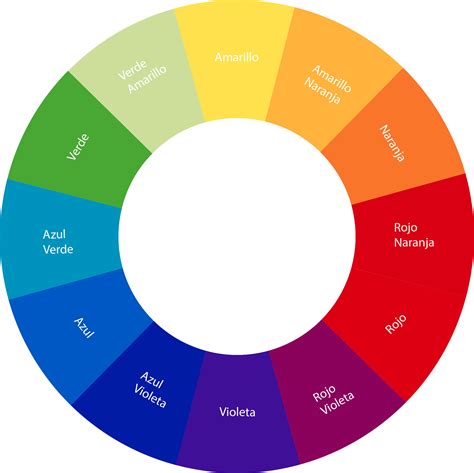 Amarillo
Amarillo
Naranja
Naranja
Rojo
Naranja
Rojo
Rojo
Violeta
Violeta
Azul
Violeta
Azul
Azul
Verde
Verde
Verde
Amarillo